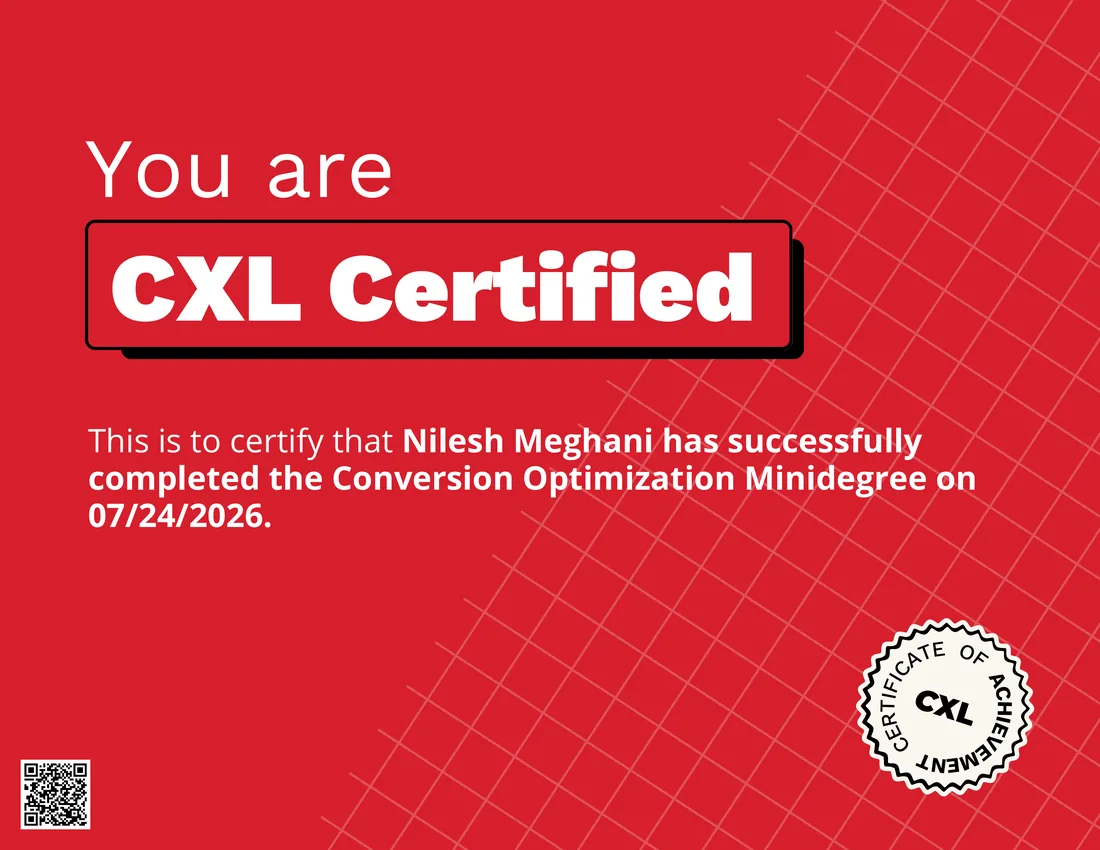 You are
CXL Certified
This is to certify that Nilesh Meghani has successfully
completed the Conversion Optimization Minidegree on
07/24/2026.
CERTIFICATE OF ACHIEVEMENT
CXL